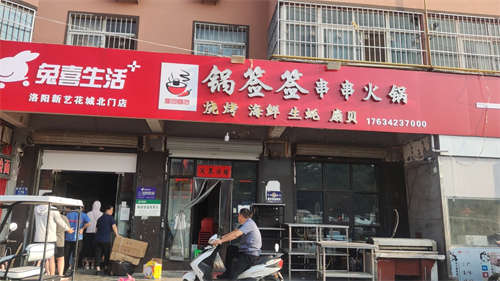 兔喜生活+
洛阳新艺花城北门店
锅签签串串火锅
烧烤 海鲜 生蚝 扇贝
17634237000